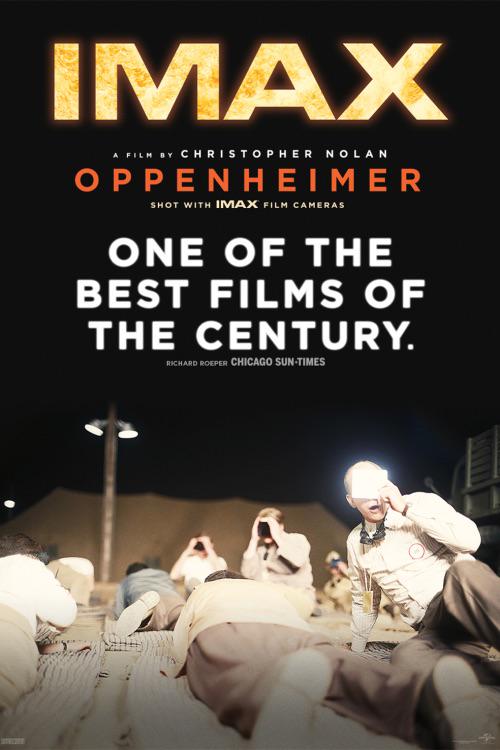 IMAX
A FILM BY CHRISTOPHER NOLAN
OPPENHEIMER
SHOT WITH IMAX FILM CAMERAS
ONE OF THE
BEST FILMS OF
THE CENTURY.
RICHARD ROEPER CHICAGO SUN-TIMES